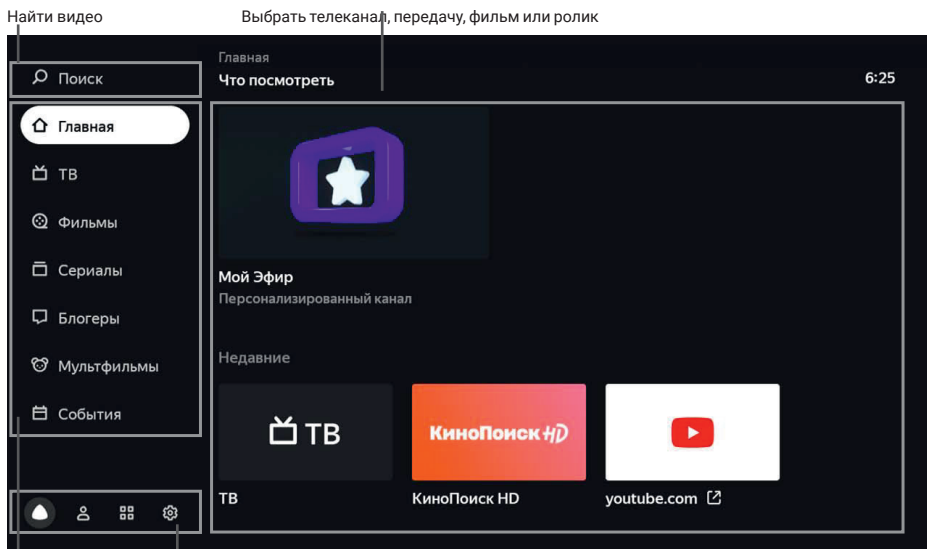 Найти видео
Выбрать телеканал, передачу, фильм или ролик
Поиск
Главная
Что посмотреть
6:25
Главная
ТВ
Фильмы
Сериалы
Блогеры
Мультфильмы
События
Мой Эфир
Персонализированный канал
Недавние
ТВ
КиноПоиск HD
ТВ
КиноПоиск HD
youtube.com